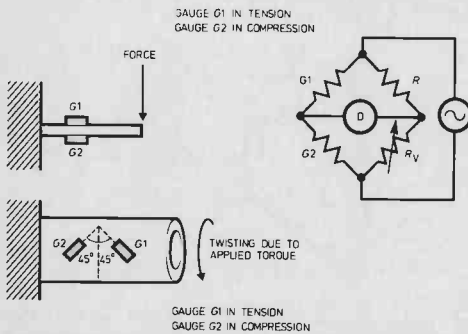 GAUGE G1 IN TENSION
GAUGE G2 IN COMPRESSION
FORCE
G1
G2
G1
R
D
G2
RV
G2
G1
45°
45°
TWISTING DUE TO
APPLIED TORQUE
GAUGE G1 IN TENSION
GAUGE G2 IN COMPRESSION